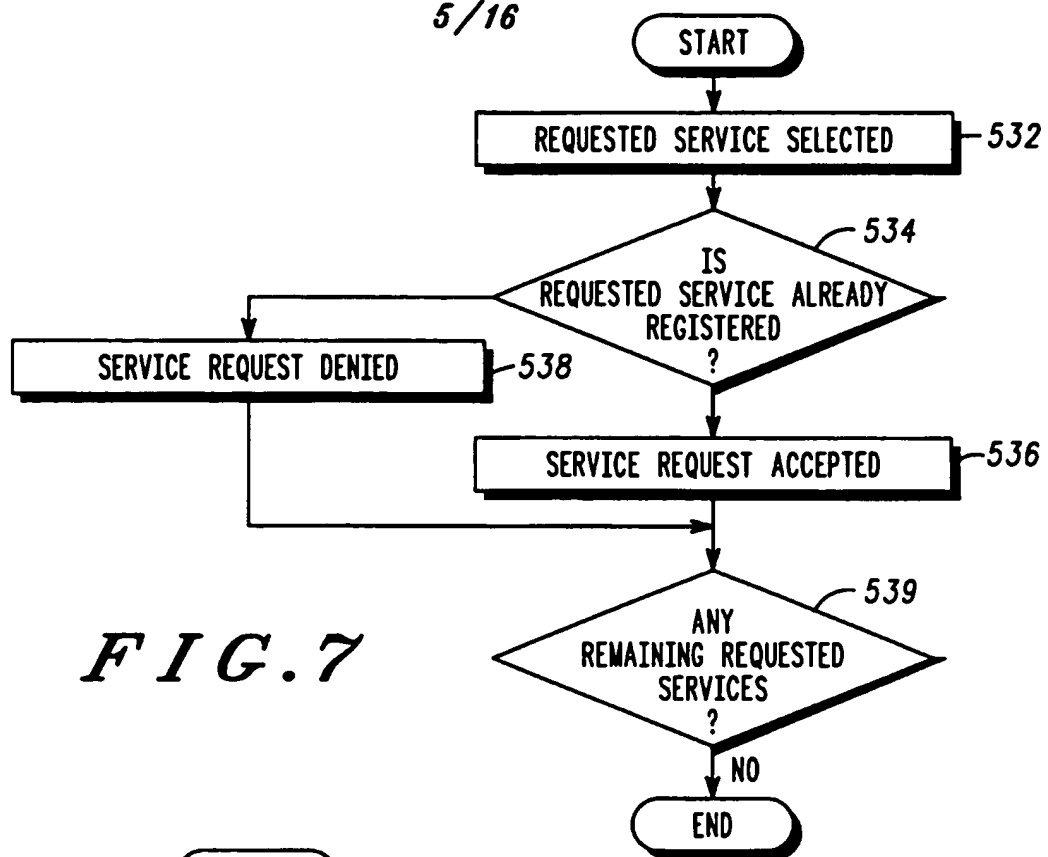 5/16
START
REQUESTED SERVICE SELECTED
532
534
IS
REQUESTED SERVICE ALREADY
REGISTERED
?
SERVICE REQUEST DENIED
538
SERVICE REQUEST ACCEPTED
536
539
ANY
REMAINING REQUESTED
SERVICES
?
FIG.7
NO
END